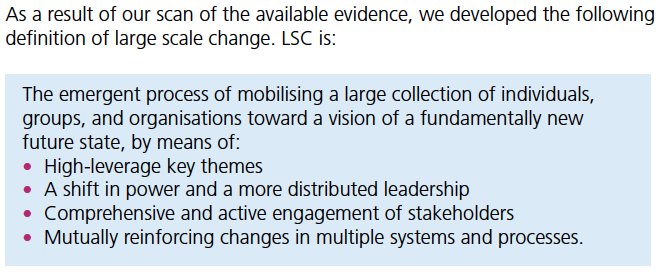 As a result of our scan of the available evidence, we developed the following
definition of large scale change. LSC is:
The emergent process of mobilising a large collection of individuals,
groups, and organisations toward a vision of a fundamentally new
future state, by means of:
• High-leverage key themes
• A shift in power and a more distributed leadership
• Comprehensive and active engagement of stakeholders
• Mutually reinforcing changes in multiple systems and processes.